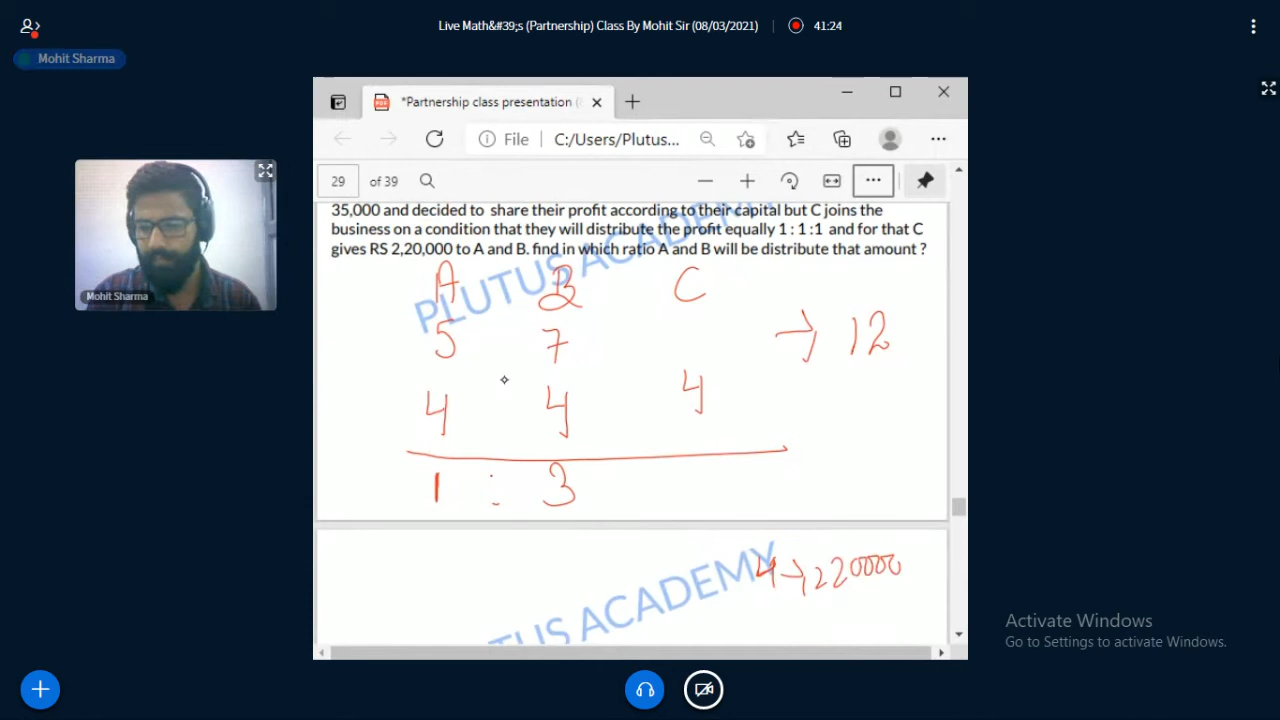 Live Math&#39;s (Partnership) Class By Mohit Sir (08/03/2021) 41:24
Mohit Sharma
*Partnership class presentation (
File C:/Users/Plutus...
29 of 39
35,000 and decided to share their profit according to their capital but C joins the
business on a condition that they will distribute the profit equally 1 : 1 :1 and for that C
gives RS 2,20,000 to A and B. find in which ratio A and B will be distribute that amount ?
PLUTUS ACADEMY
A B C
5 7 → 12
4 4 4
1 : 3
4 → 220000
PLUTUS ACADEMY
Mohit Sharma
Activate Windows
Go to Settings to activate Windows.